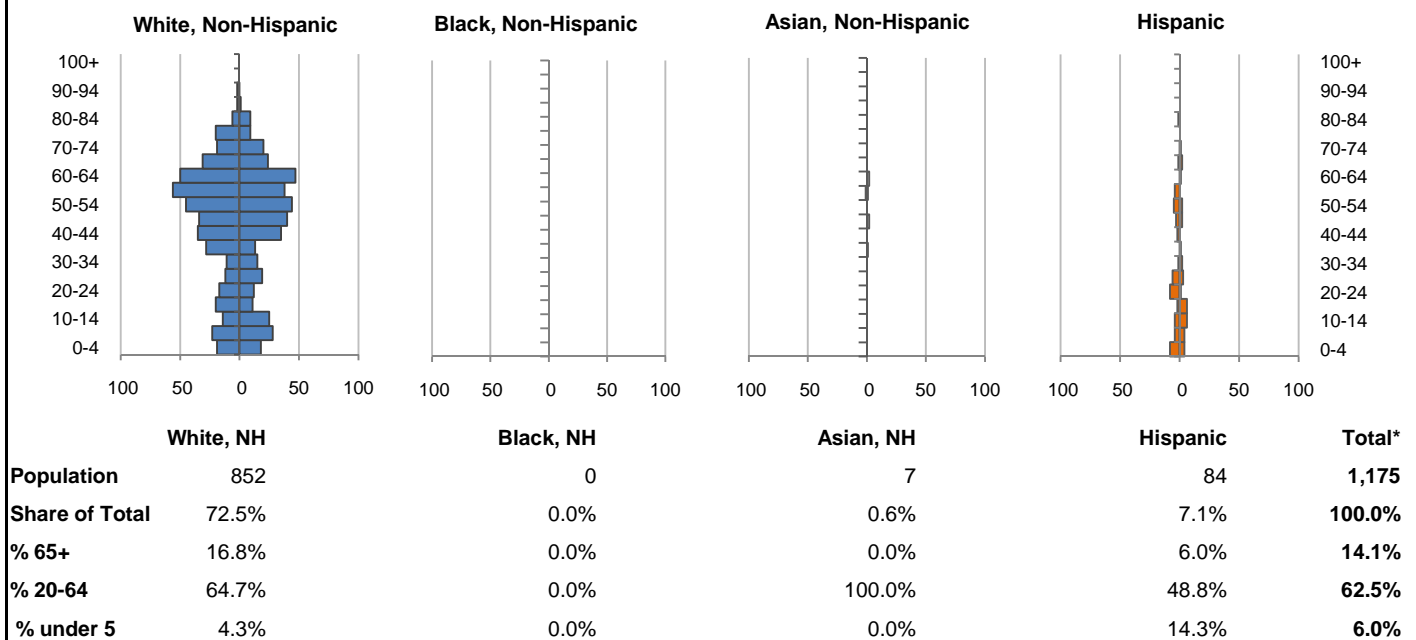 White, Non-Hispanic Black, Non-Hispanic Asian, Non-Hispanic Hispanic
100+ 100+
90-94 90-94
80-84 80-84
70-74 70-74
60-64 60-64
50-54 50-54
40-44 40-44
30-34 30-34
20-24 20-24
10-14 10-14
0-4 0-4
100 50 0 50 100 100 50 0 50 100 100 50 0 50 100 100 50 0 50 100
White, NH Black, NH Asian, NH Hispanic Total*
Population 852 0 7 84 1,175
Share of Total 72.5% 0.0% 0.6% 7.1% 100.0%
% 65+ 16.8% 0.0% 0.0% 6.0% 14.1%
% 20-64 64.7% 0.0% 100.0% 48.8% 62.5%
% under 5 4.3% 0.0% 0.0% 14.3% 6.0%